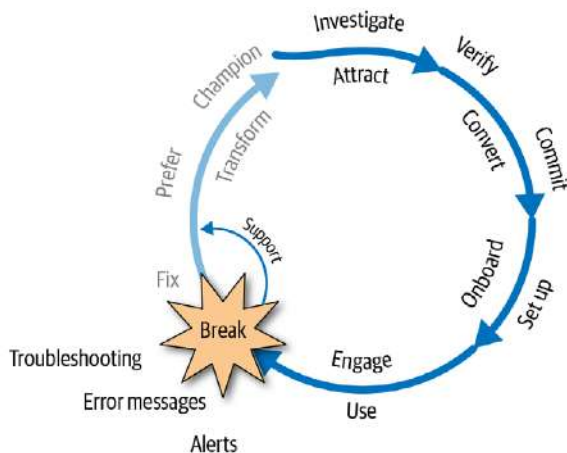 Investigate
Attract
Verify
Convert
Commit
Onboard
Set up
Engage
Use
Break
Support
Fix
Prefer
Champion
Transform
Troubleshooting
Error messages
Alerts